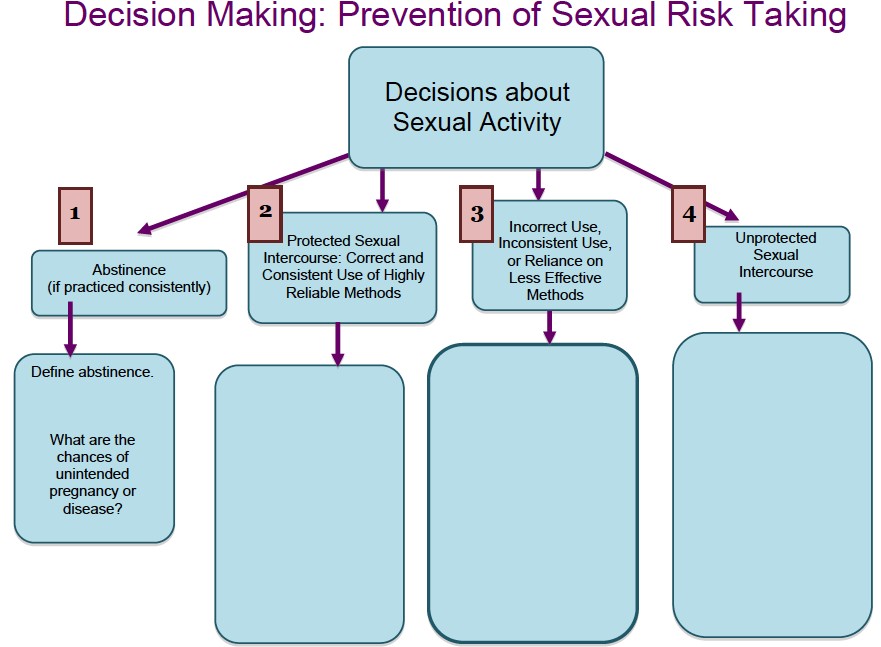 Decision Making: Prevention of Sexual Risk Taking
Decisions about
Sexual Activity
1
Abstinence
(if practiced consistently)
2
Protected Sexual
Intercourse: Correct and
Consistent Use of Highly
Reliable Methods
3
Incorrect Use,
Inconsistent Use,
or Reliance on
Less Effective
Methods
4
Unprotected
Sexual
Intercourse
Define abstinence.
What are the
chances of
unintended
pregnancy or
disease?